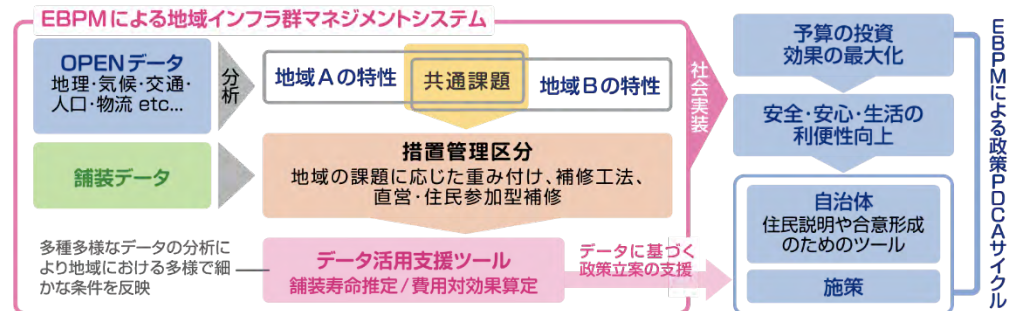 EBPMによる地域インフラ群マネジメントシステム
OPENデータ
地理・気候・交通・
人口・物流 etc...
分析
地域Aの特性
共通課題
地域Bの特性
舗装データ
措置管理区分
地域の課題に応じた重み付け、補修工法、
直営・住民参加型補修
多種多様なデータの分析に
より地域における多様で細
かな条件を反映
データ活用支援ツール
舗装寿命推定/費用対効果算定
データに基づく
政策立案の支援
社会実装
予算の投資
効果の最大化
安全・安心・生活の
利便性向上
自治体
住民説明や合意形成
のためのツール
施策
EBPMによる政策PDCAサイクル